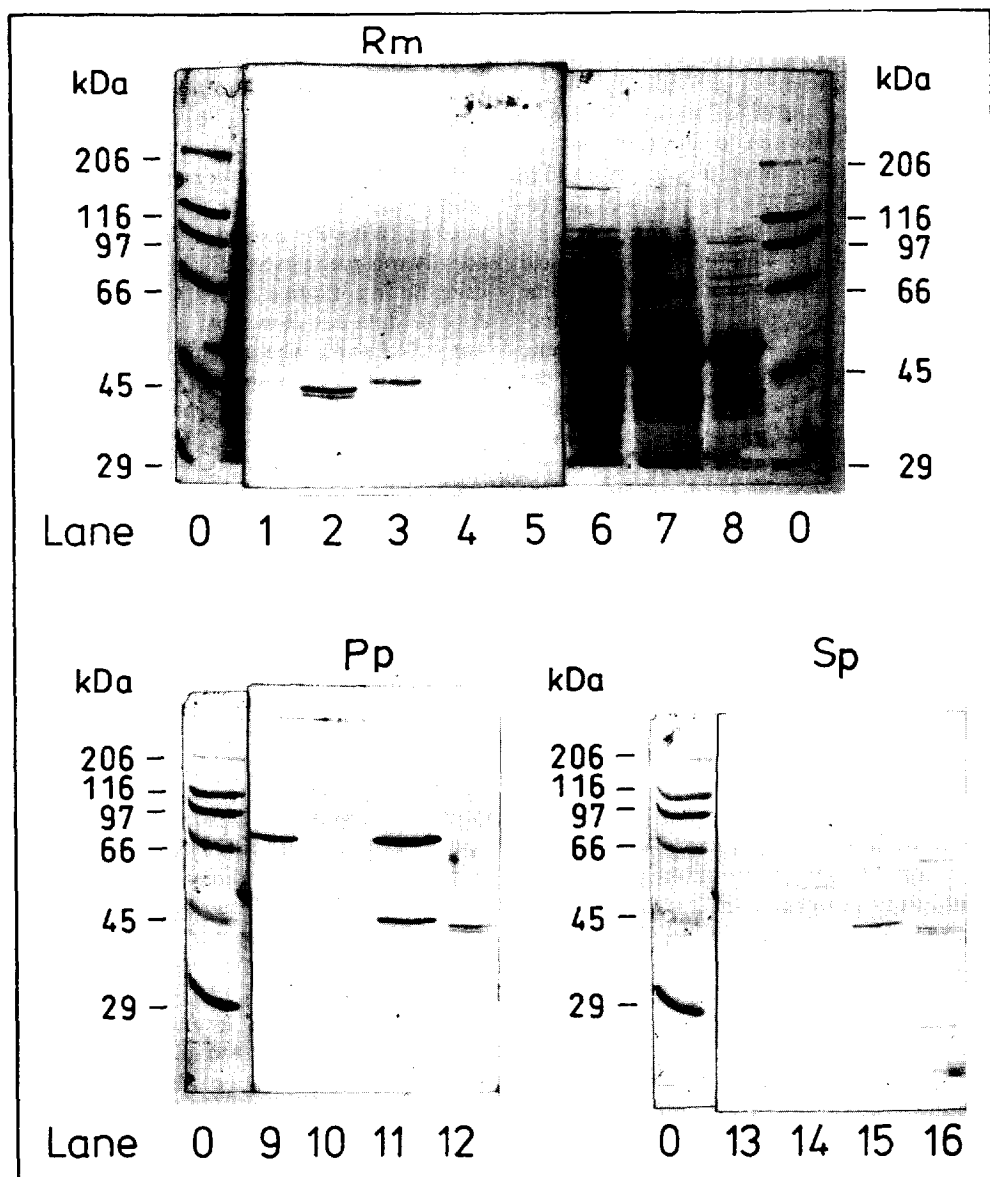 Rm
kDa kDa
206 – – 206
116 – – 116
97 – – 97
66 – – 66
45 – – 45
29 – – 29
Lane 0 1 2 3 4 5 6 7 8 0
Pp Sp
kDa kDa
206 – 206 –
116 – 116 –
97 – 97 –
66 – 66 –
45 – 45 –
29 – 29 –
Lane 0 9 10 11 12 0 13 14 15 16